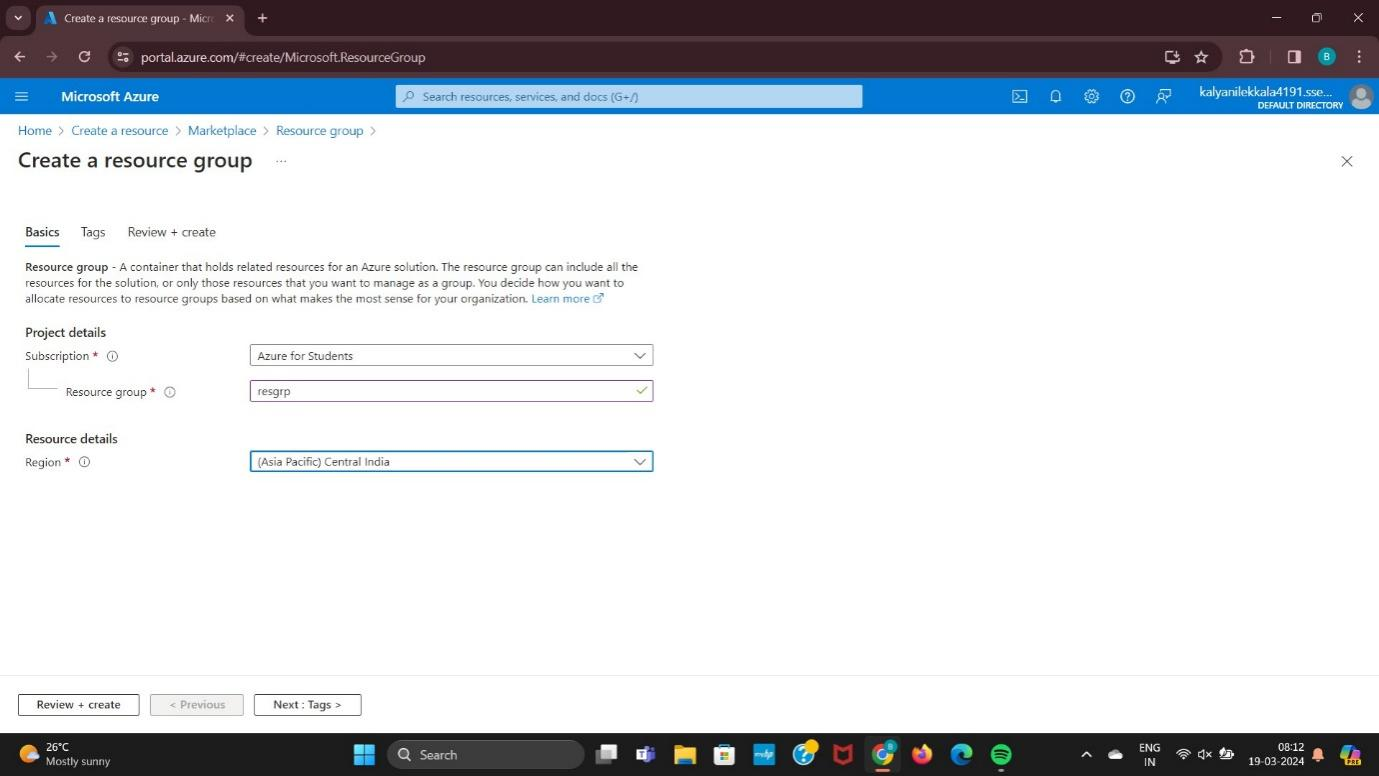 Create a resource group - Micr
portal.azure.com/#create/Microsoft.ResourceGroup
B
Microsoft Azure
Search resources, services, and docs (G+/)
kalyanilekkala4191.sse...
DEFAULT DIRECTORY
Home > Create a resource > Marketplace > Resource group >
Create a resource group ...
Basics Tags Review + create
Resource group - A container that holds related resources for an Azure solution. The resource group can include all the
resources for the solution, or only those resources that you want to manage as a group. You decide how you want to
allocate resources to resource groups based on what makes the most sense for your organization. Learn more
Project details
Subscription * Azure for Students
Resource group * resgrp
Resource details
Region * (Asia Pacific) Central India
Review + create < Previous Next : Tags >
26°C
Mostly sunny
Search
ENG
IN
08:12
19-03-2024
PRE